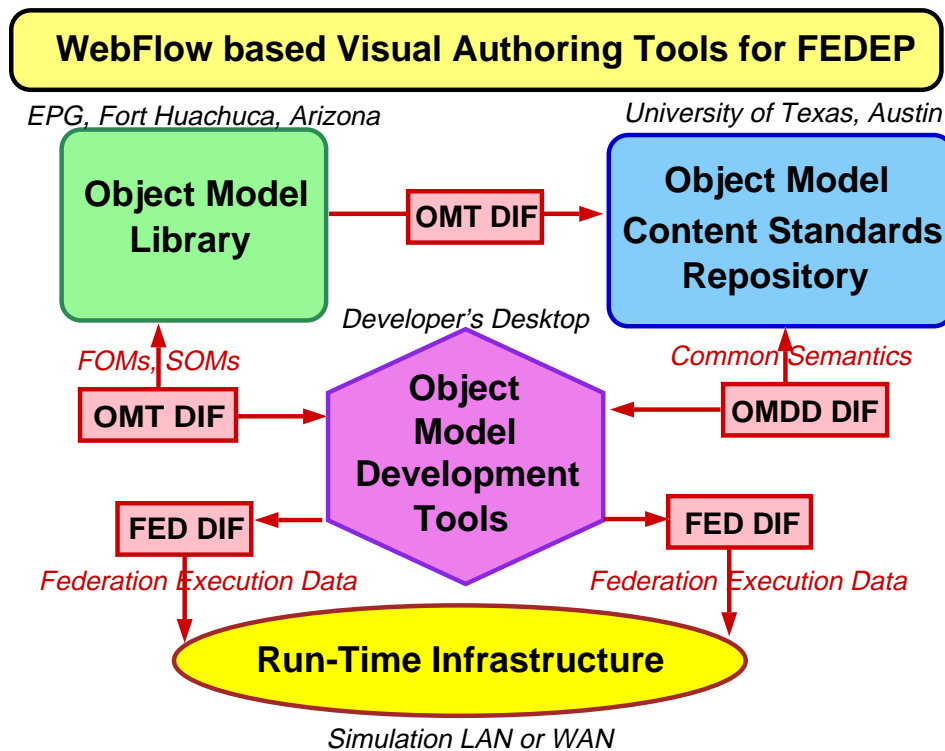 WebFlow based Visual Authoring Tools for FEDEP
EPG, Fort Huachuca, Arizona
University of Texas, Austin
Object Model
Library
OMT DIF
Object Model
Content Standards
Repository
Developer's Desktop
FOMs, SOMs
Common Semantics
OMT DIF
Object
Model
Development
Tools
OMDD DIF
FED DIF
FED DIF
Federation Execution Data
Federation Execution Data
Run-Time Infrastructure
Simulation LAN or WAN